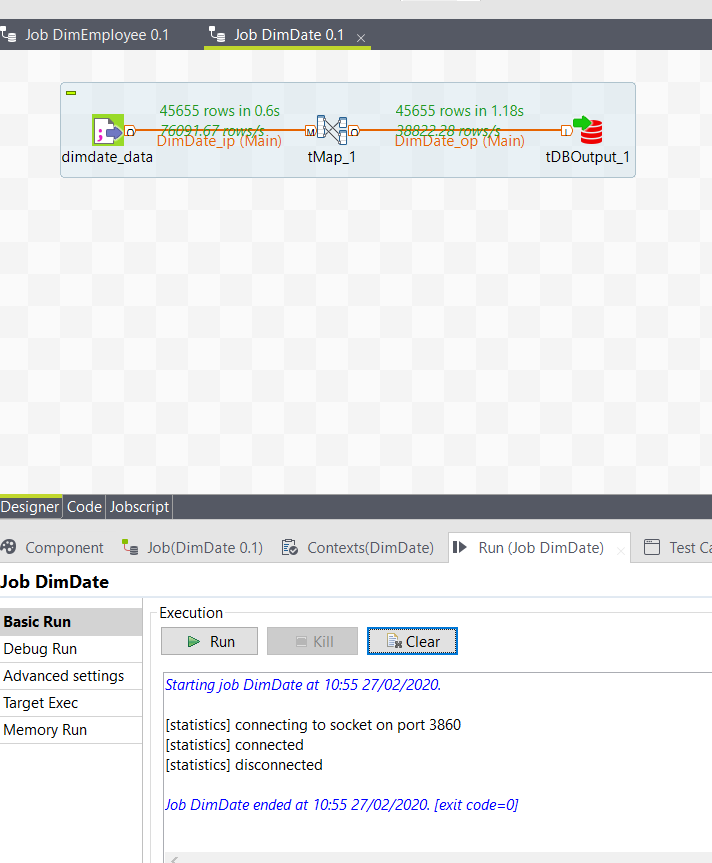 Job DimEmployee 0.1
Job DimDate 0.1
45655 rows in 0.6s
76091.67 rows/s
DimDate_ip (Main)
45655 rows in 1.18s
38822.28 rows/s
DimDate_op (Main)
dimdate_data
tMap_1
tDBOutput_1
Designer
Code
Jobscript
Component
Job(DimDate 0.1)
Contexts(DimDate)
Run (Job DimDate)
Test Ca
Job DimDate
Basic Run
Debug Run
Advanced settings
Target Exec
Memory Run
Execution
Run
Kill
Clear
Starting job DimDate at 10:55 27/02/2020.
[statistics] connecting to socket on port 3860
[statistics] connected
[statistics] disconnected
Job DimDate ended at 10:55 27/02/2020. [exit code=0]